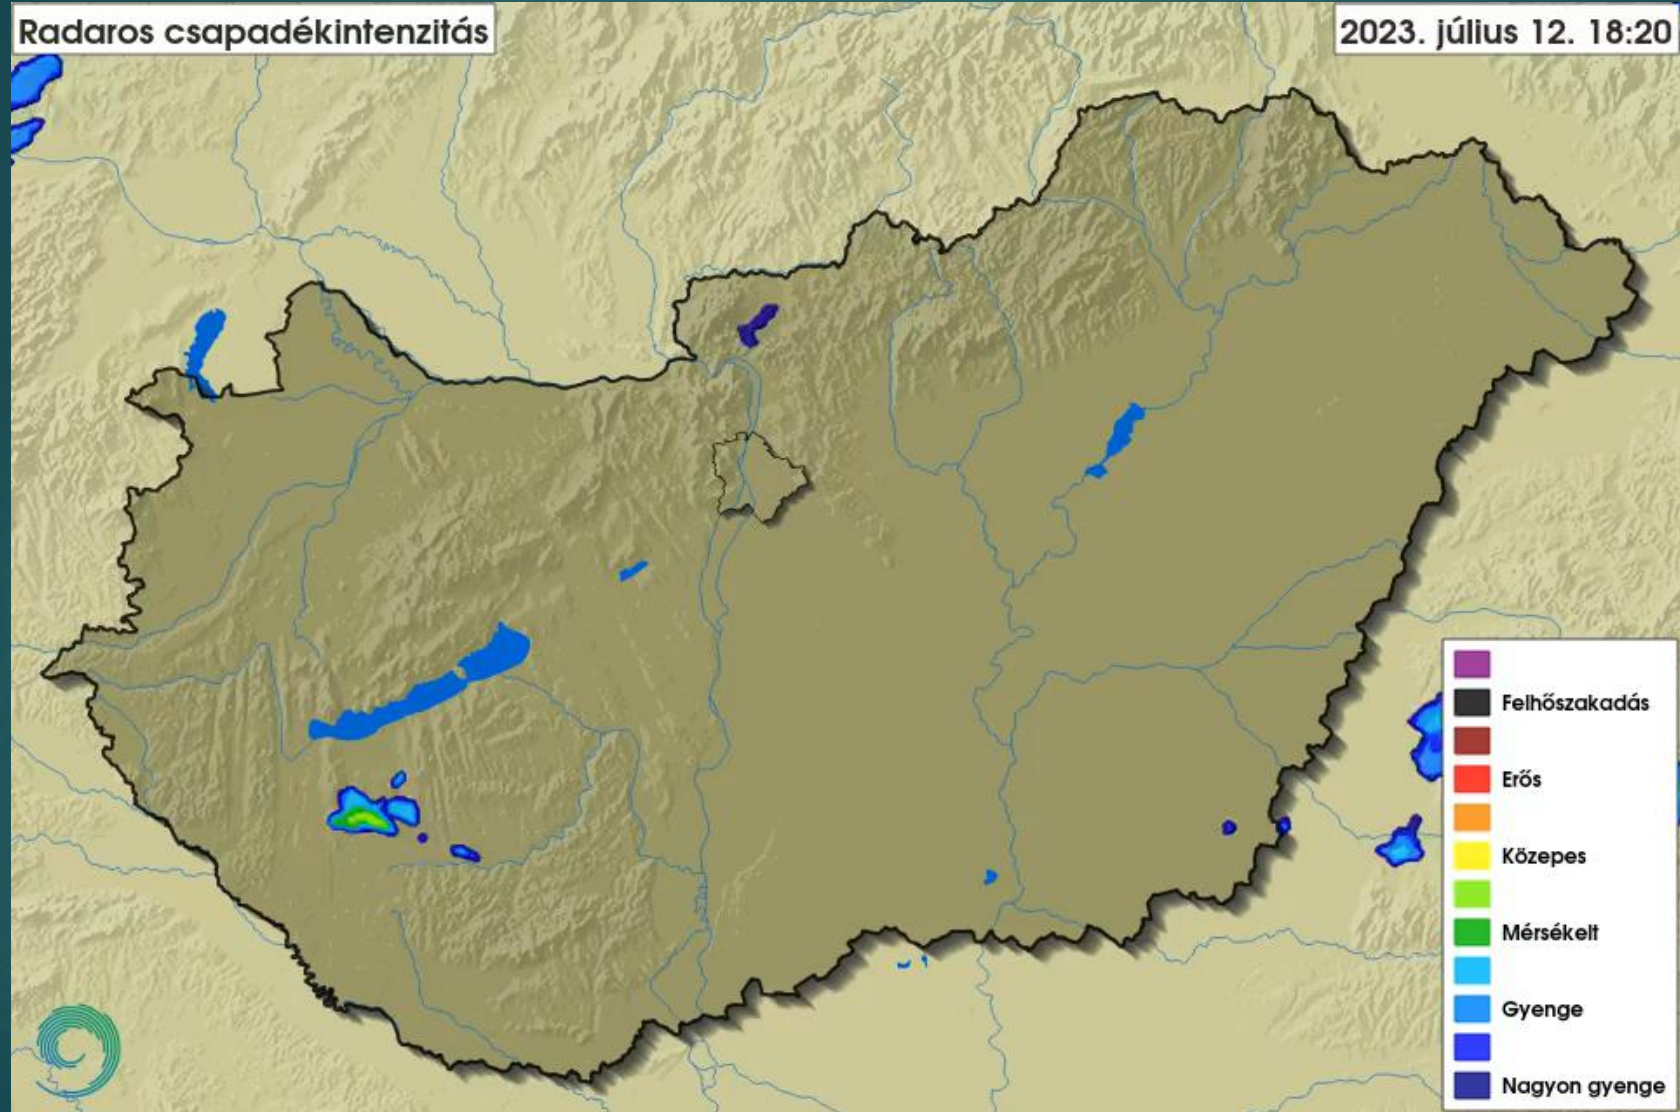 Radaros csapadékintenzitás
2023. július 12. 18:20
Felhőszakadás
Erős
Közepes
Mérsékelt
Gyenge
Nagyon gyenge